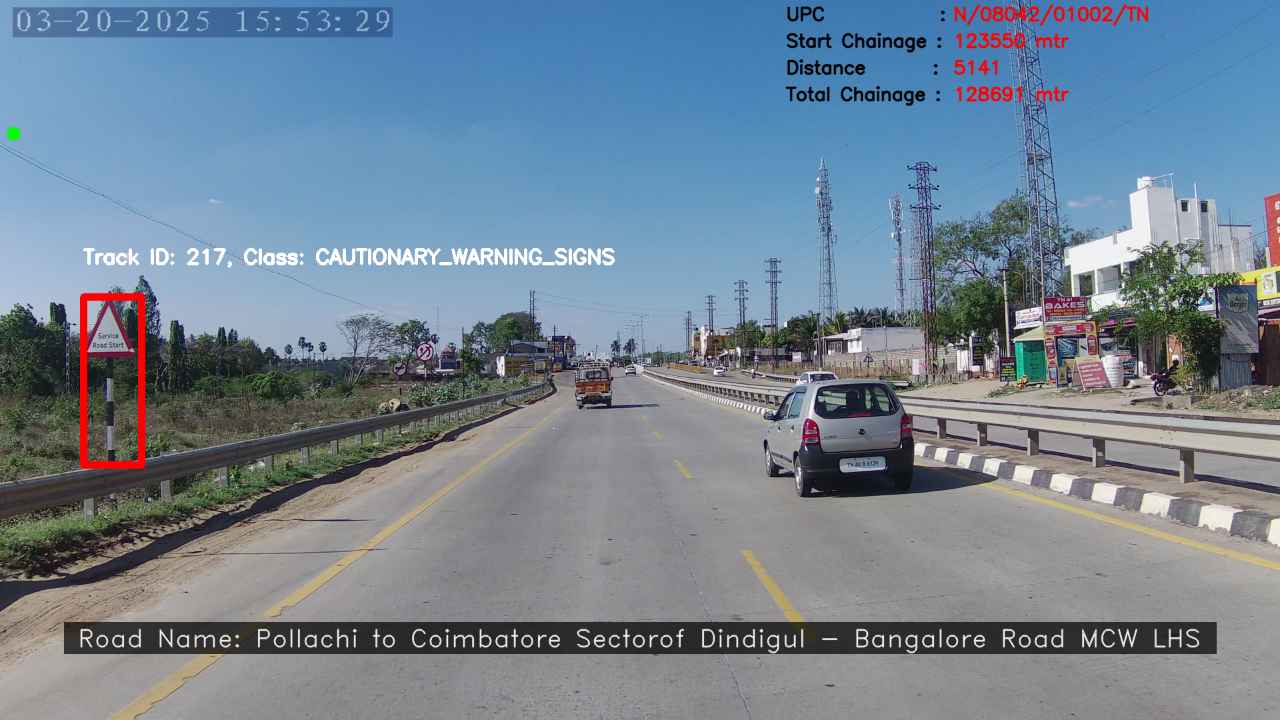 03-20-2025 15:53:29
UPC : N/08042/01002/TN
Start Chainage : 123550 mtr
Distance : 5141
Total Chainage : 128691 mtr
Track ID: 217, Class: CAUTIONARY_WARNING_SIGNS
Service
Road Start
BAKES
Road Name: Pollachi to Coimbatore Sectorof Dindigul - Bangalore Road MCW LHS